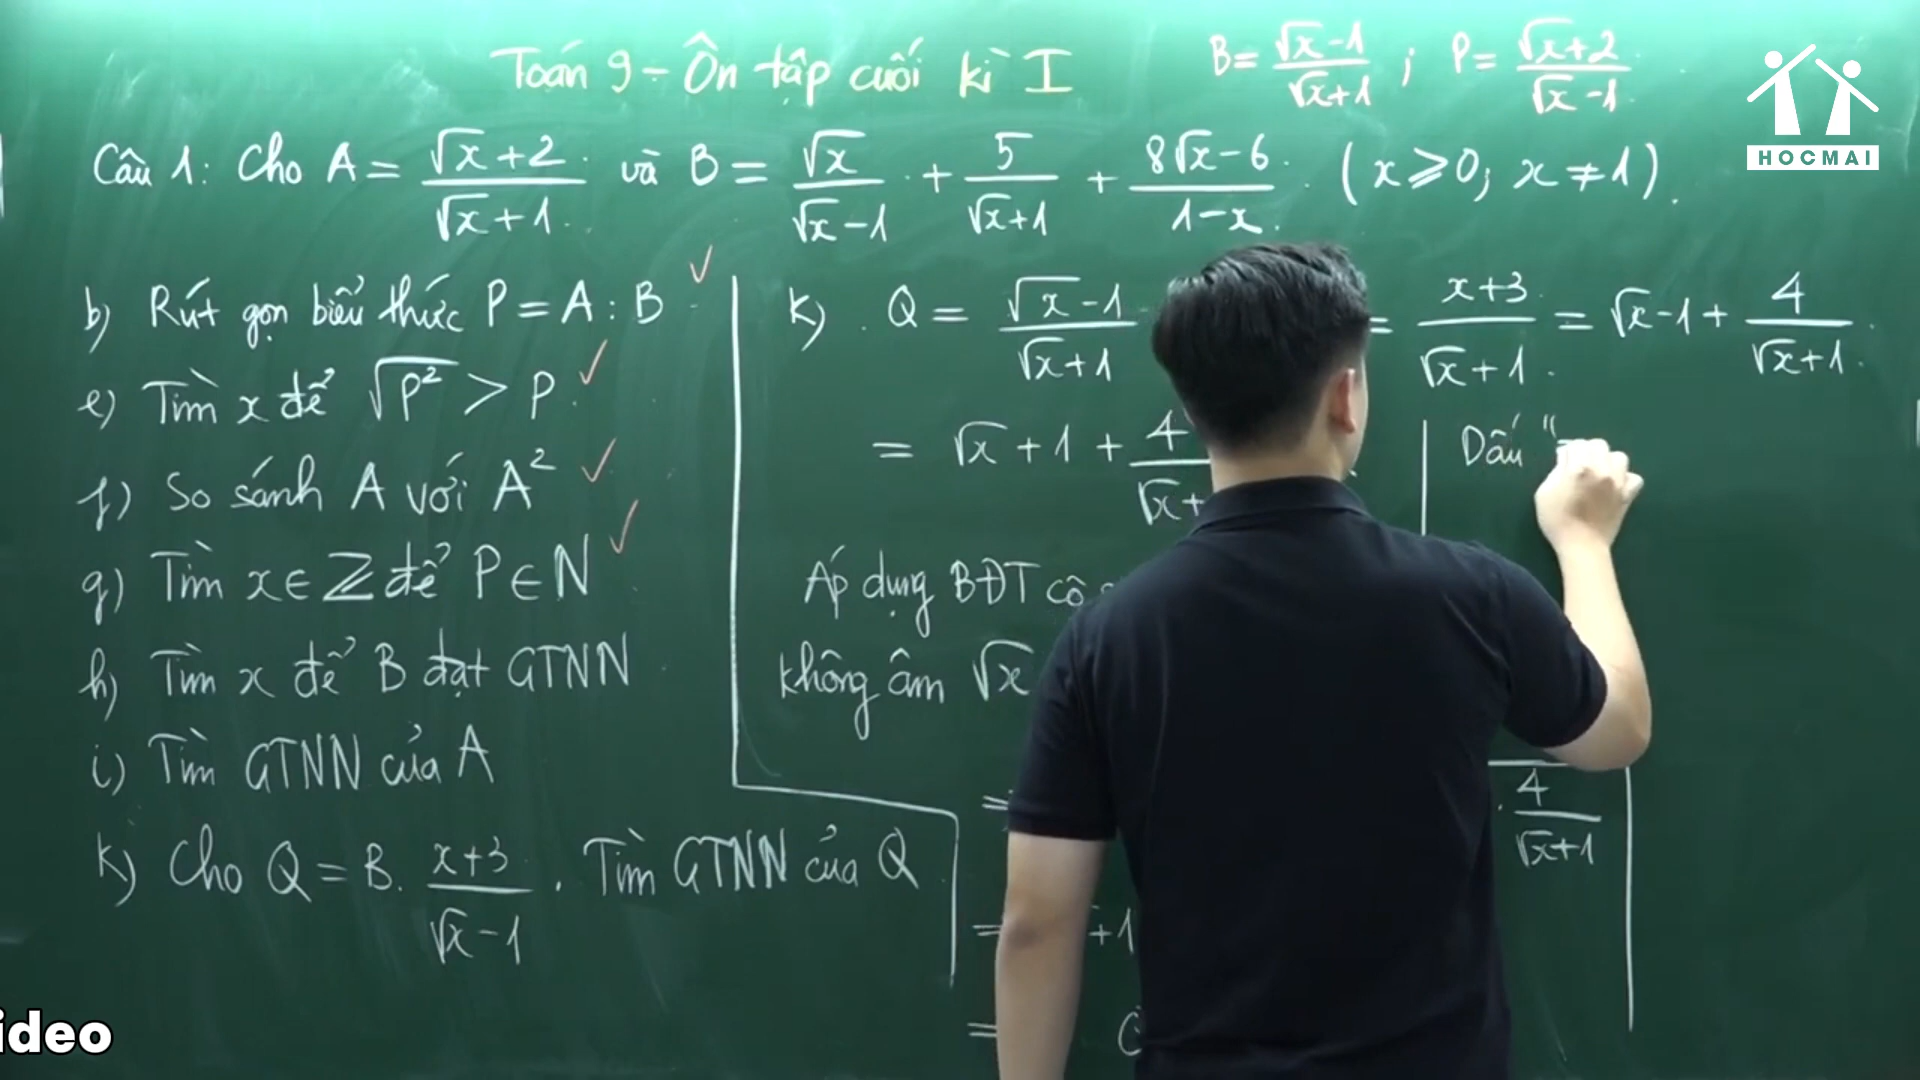 Toán 9 - Ôn tập cuối kì I
B = (√x - 1)/(√x + 1) ; P = (√x + 2)/(√x - 1)
HOCMAI
Câu 1: Cho A = (√x + 2)/(√x + 1) và B = √x/(√x - 1) + 5/(√x + 1) + (8√x - 6)/(1 - x) (x ⩾ 0; x ≠ 1).
b) Rút gọn biểu thức P = A : B ✓
e) Tìm x để √P² > P ✓
f) So sánh A với A² ✓
g) Tìm x ∈ Z để P ∈ N ✓
h) Tìm x để B đạt GTNN
i) Tìm GTNN của A
k) Cho Q = B. (x + 3)/(√x - 1). Tìm GTNN của Q
k) Q = (√x - 1)/(√x + 1) = (x + 3)/(√x + 1) = √x - 1 + 4/(√x + 1)
= √x + 1 + 4/√x +
Dấu "=
Áp dụng BĐT cô
không âm √x
=
. 4/(√x + 1)
= +1
=
ideo